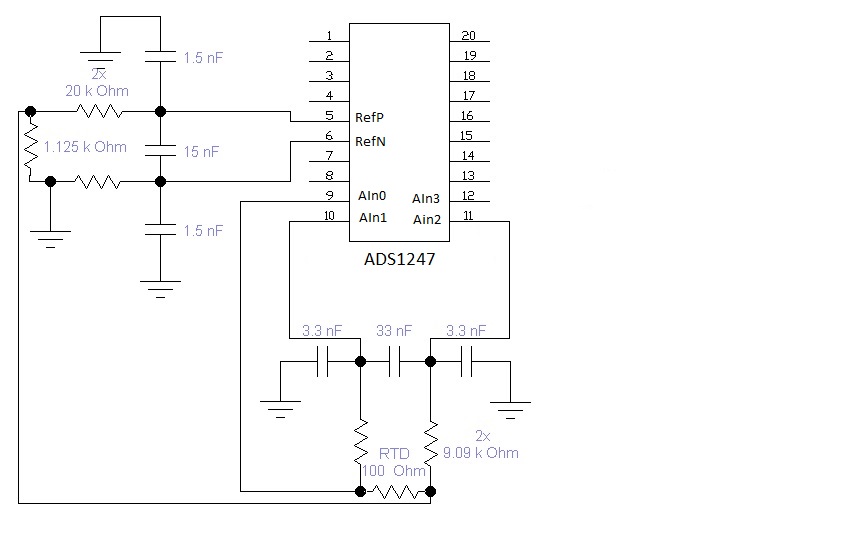 1.5 nF
2x
20 k Ohm
1.125 k Ohm
15 nF
1.5 nF
1
2
3
4
5
6
7
8
9
10
RefP
RefN
AIn0
AIn1
AIn3
Ain2
20
19
18
17
16
15
14
13
12
11
ADS1247
3.3 nF
33 nF
3.3 nF
RTD
100 Ohm
2x
9.09 k Ohm